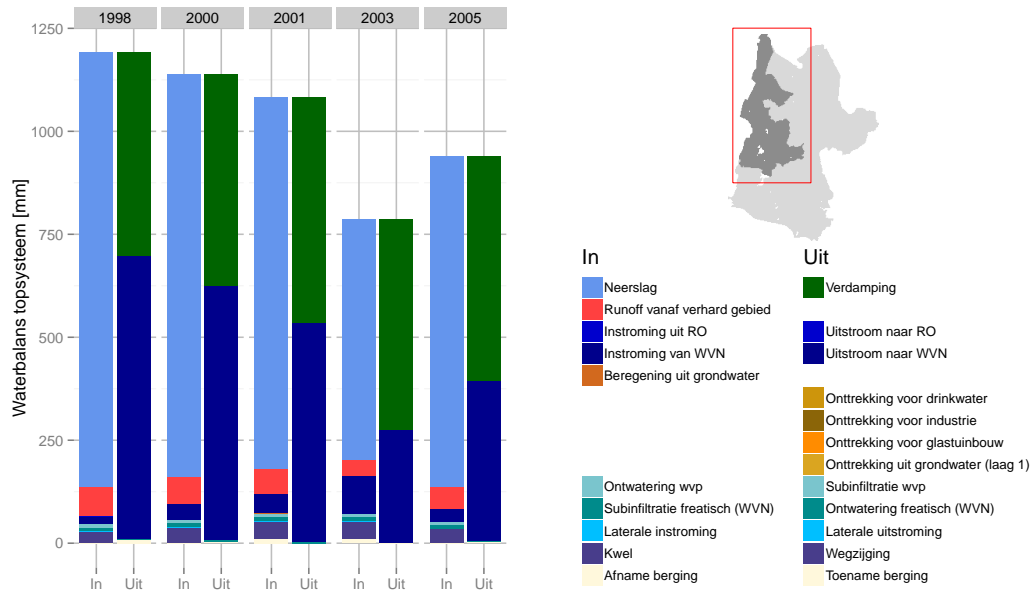 1998 2000 2001 2003 2005
Waterbalans topsysteem [mm]
1250
1000
750
500
250
0
In Uit In Uit In Uit In Uit In Uit
In
Neerslag
Runoff vanaf verhard gebied
Instroming uit RO
Instroming van WVN
Beregening uit grondwater
Ontwatering wvp
Subinfiltratie freatisch (WVN)
Laterale instroming
Kwel
Afname berging
Uit
Verdamping
Uitstroom naar RO
Uitstroom naar WVN
Onttrekking voor drinkwater
Onttrekking voor industrie
Onttrekking voor glastuinbouw
Onttrekking uit grondwater (laag 1)
Subinfiltratie wvp
Ontwatering freatisch (WVN)
Laterale uitstroming
Wegzijging
Toename berging